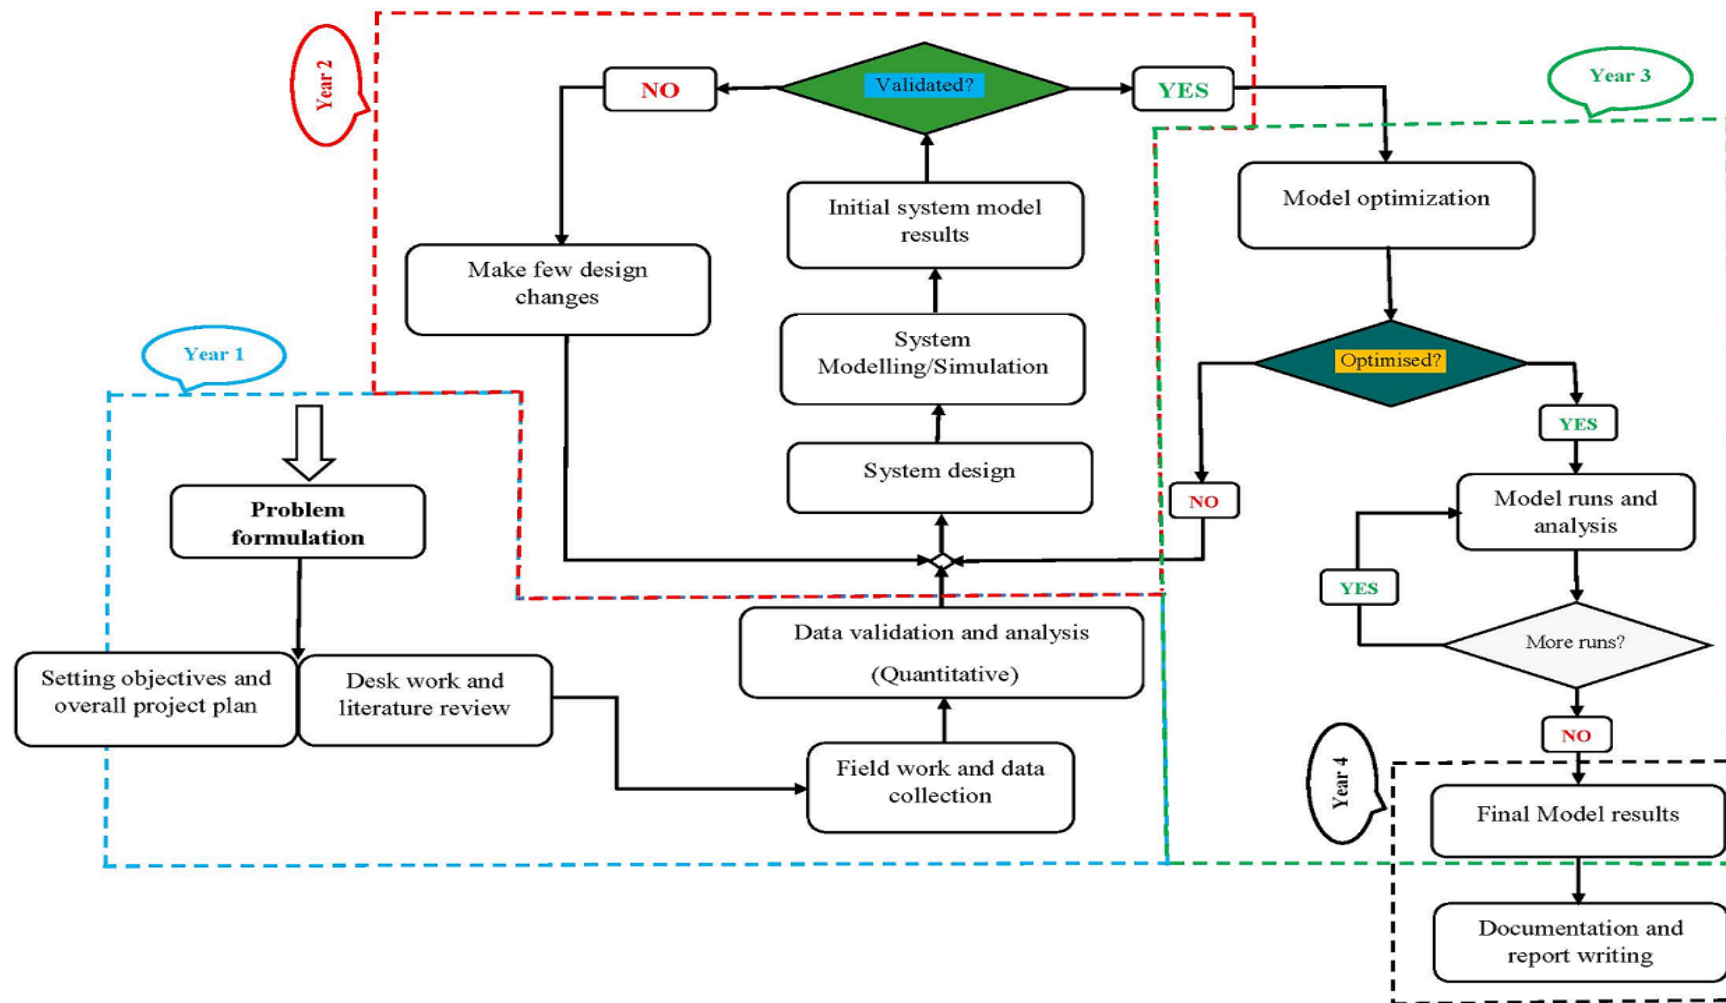 Year 2
NO
Validated?
YES
Year 3
Initial system model
results
Model optimization
Make few design
changes
System
Modelling/Simulation
Year 1
Optimised?
YES
System design
Problem
formulation
NO
Model runs and
analysis
YES
Data validation and analysis
(Quantitative)
More runs?
Setting objectives and
overall project plan
Desk work and
literature review
NO
Field work and data
collection
Year 4
Final Model results
Documentation and
report writing